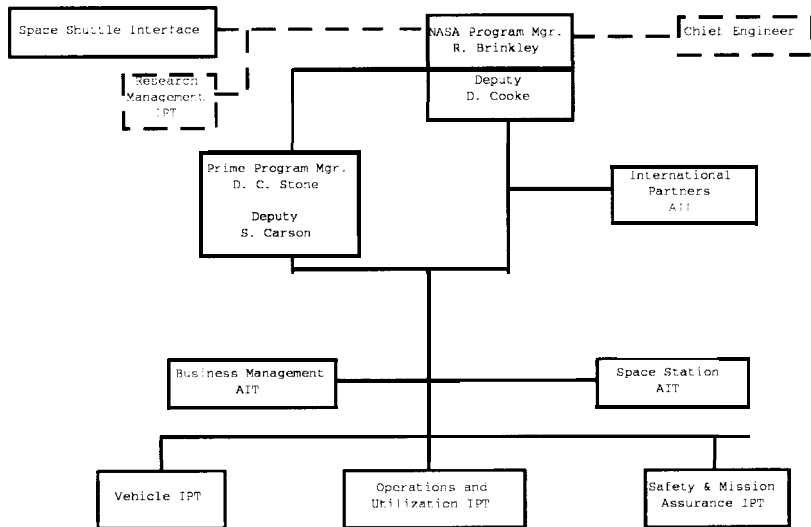 Space Shuttle Interface
NASA Program Mgr.
R. Brinkley
Chief Engineer
Deputy
D. Cooke
Research
Management
IPT
Prime Program Mgr.
D. C. Stone
Deputy
S. Carson
International
Partners
Business Management
AIT
Space Station
AIT
Vehicle IPT
Operations and
Utilization IPT
Safety & Mission
Assurance IPT